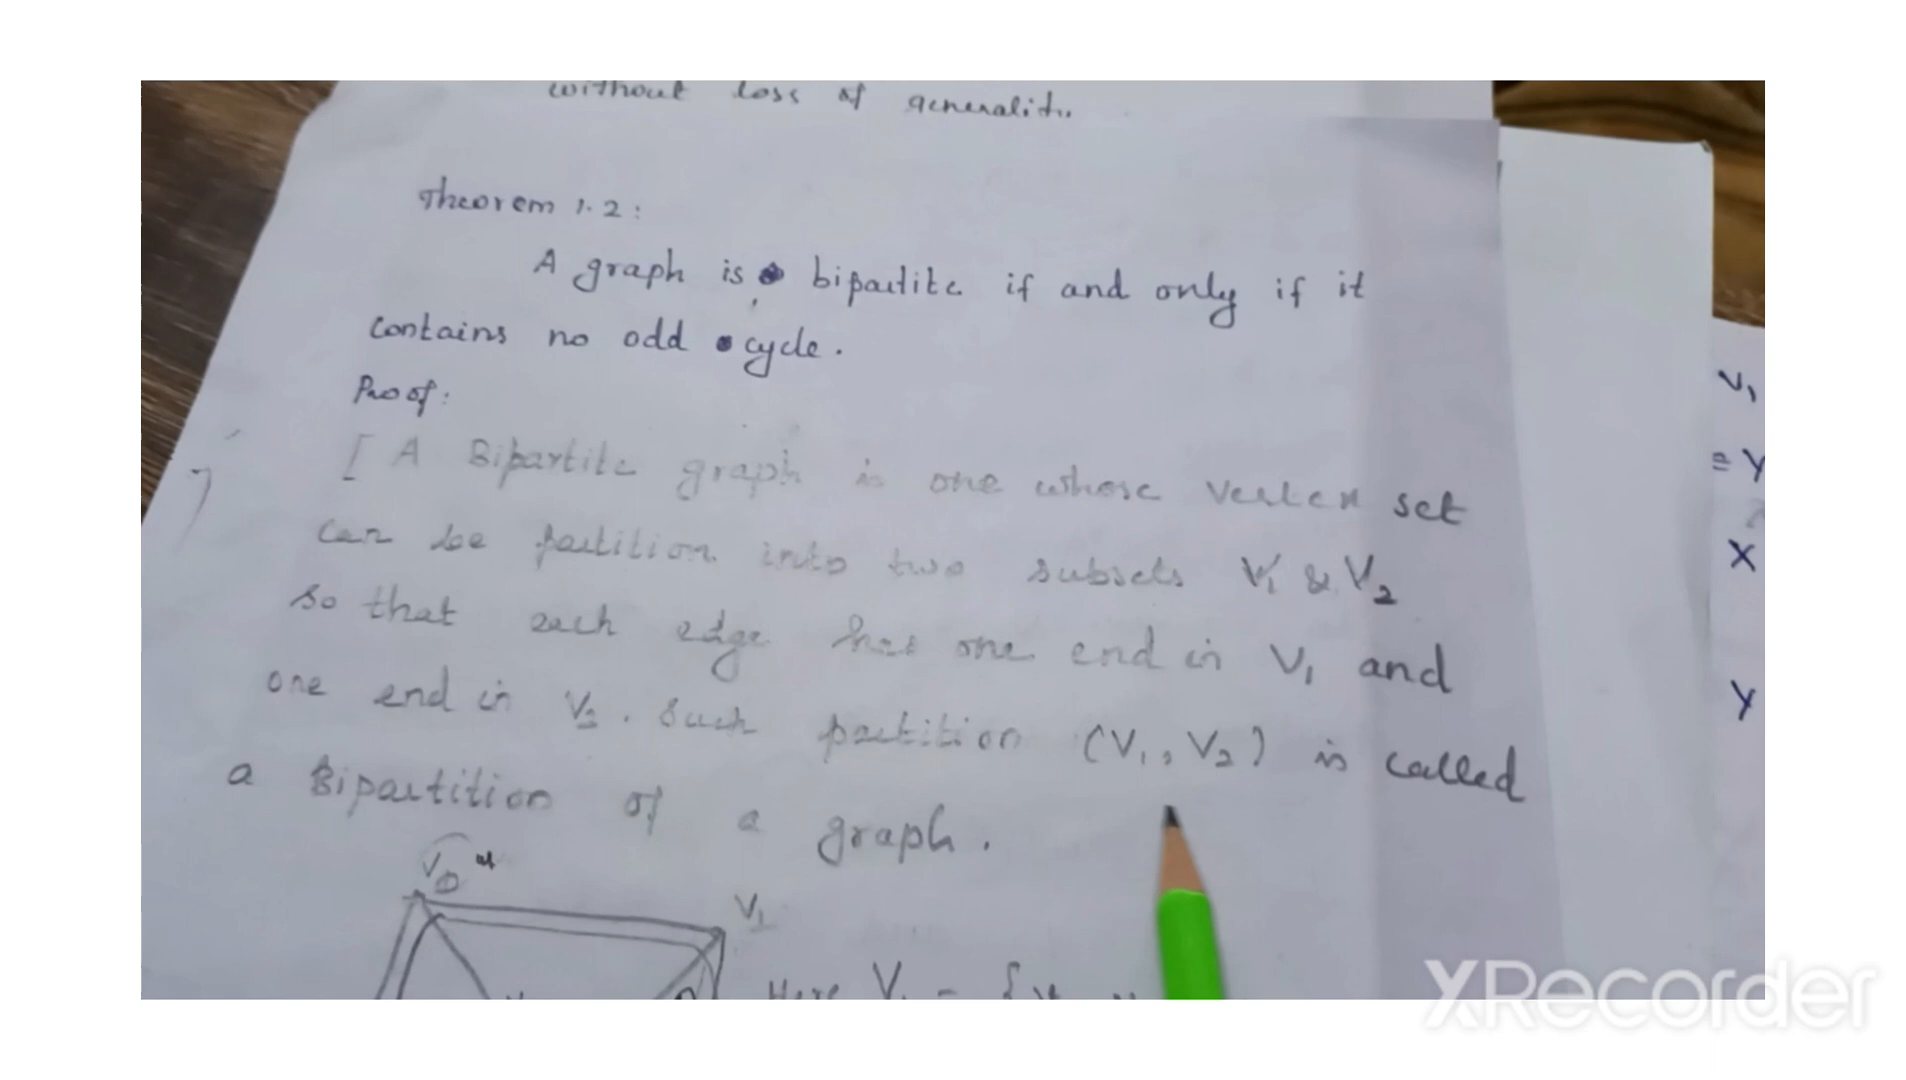 without loss of generality
Theorem 1.2:
A graph is bipartite if and only if it
contains no odd cycle.
Proof:
[ A Bipartite graph is one whose vertex set
can be partition into two subsets V1 & V2
so that each edge has one end in V1 and
one end in V2. Such partition (V1, V2) is called
a Bipartition of a graph.
V1
Here V1 = {
V1
= Y
X
Y
XRecorder